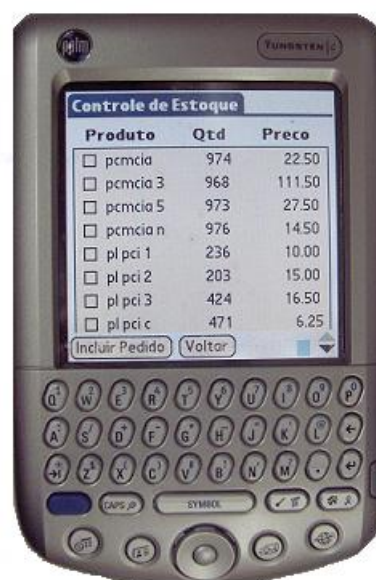 palm
TUNGSTEN C
Controle de Estoque
Produto Qtd Preco
pcmcia 974 22.50
pcmcia 3 968 111.50
pcmcia 5 973 27.50
pcmcia n 976 14.50
pl pci 1 236 10.00
pl pci 2 203 15.00
pl pci 3 424 16.50
pl pci c 471 6.25
Incluir Pedido Voltar
Q W E R T Y U I O P
A S D F G H J K L
Z X C V B N M .
CAPS SYMBOL